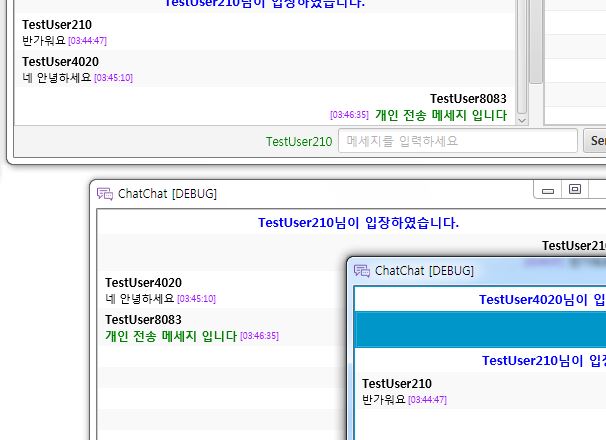 TestUser210님이 입장하였습니다.
TestUser210
반가워요 [03:44:47]
TestUser4020
네 안녕하세요 [03:45:10]
TestUser8083
[03:46:35] 개인 전송 메세지 입니다
TestUser210 메세지를 입력하세요 Sen
ChatChat [DEBUG]
TestUser210님이 입장하였습니다.
TestUser210
TestUser4020
네 안녕하세요 [03:45:10]
TestUser8083
개인 전송 메세지 입니다 [03:46:35]
ChatChat [DEBUG]
TestUser4020님이 입
TestUser210님이 입장
TestUser210
반가워요 [03:44:47]